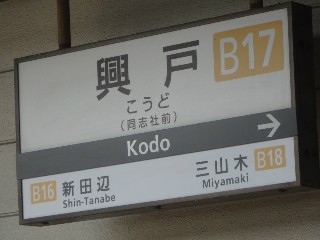 興戸 B17
こうど
(同志社前)
Kodo
→
B16 新田辺 三山木 B18
Shin-Tanabe Miyamaki